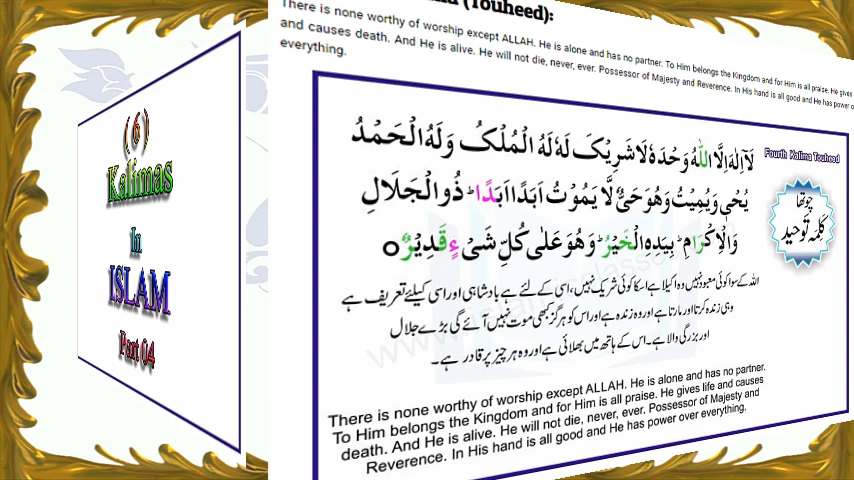 ( 6 )
Kalimas
In
ISLAM
Part 04
(Touheed):
There is none worthy of worship except ALLAH. He is alone and has no partner. To Him belongs the Kingdom and for Him is all praise. He gives
and causes death. And He is alive. He will not die, never, ever. Possessor of Majesty and Reverence. In His hand is all good and He has power o
everything.
Fourth Kalima Touheed
چوتھا
کلمہ توحید
لَآ اِلٰهَ اِلَّا اللّٰهُ وَحْدَهٗ لَا شَرِيْكَ لَهٗ لَهُ الْمُلْكُ وَلَهُ الْحَمْدُ
يُحْيٖ وَيُمِيْتُ وَهُوَ حَىٌّ لَّا يَمُوْتُ اَبَدًا اَبَدًا ؕ ذُو الْجَلَالِ
وَالْاِكْرَامِ ؕ بِيَدِهِ الْخَيْرُ ؕ وَهُوَ عَلٰى كُلِّ شَىْءٍ قَدِيْرٌ ○
اللہ کے سوا کوئی معبود نہیں وہ اکیلا ہے اسکا کوئی شریک نہیں، اسی کے لئے ہے بادشاہی اور اسی کیلئے تعریف ہے
وہی زندہ کرتا اور مارتا ہے اور وہ زندہ ہے اور اس کو ہرگز کبھی موت نہیں آئے گی بڑے جلال
اور بزرگی والا ہے۔ اس کے ہاتھ میں بھلائی ہے اور وہ ہر چیز پر قادر ہے۔
There is none worthy of worship except ALLAH. He is alone and has no partner.
To Him belongs the Kingdom and for Him is all praise. He gives life and causes
death. And He is alive. He will not die, never, ever. Possessor of Majesty and
Reverence. In His hand is all good and He has power over everything.